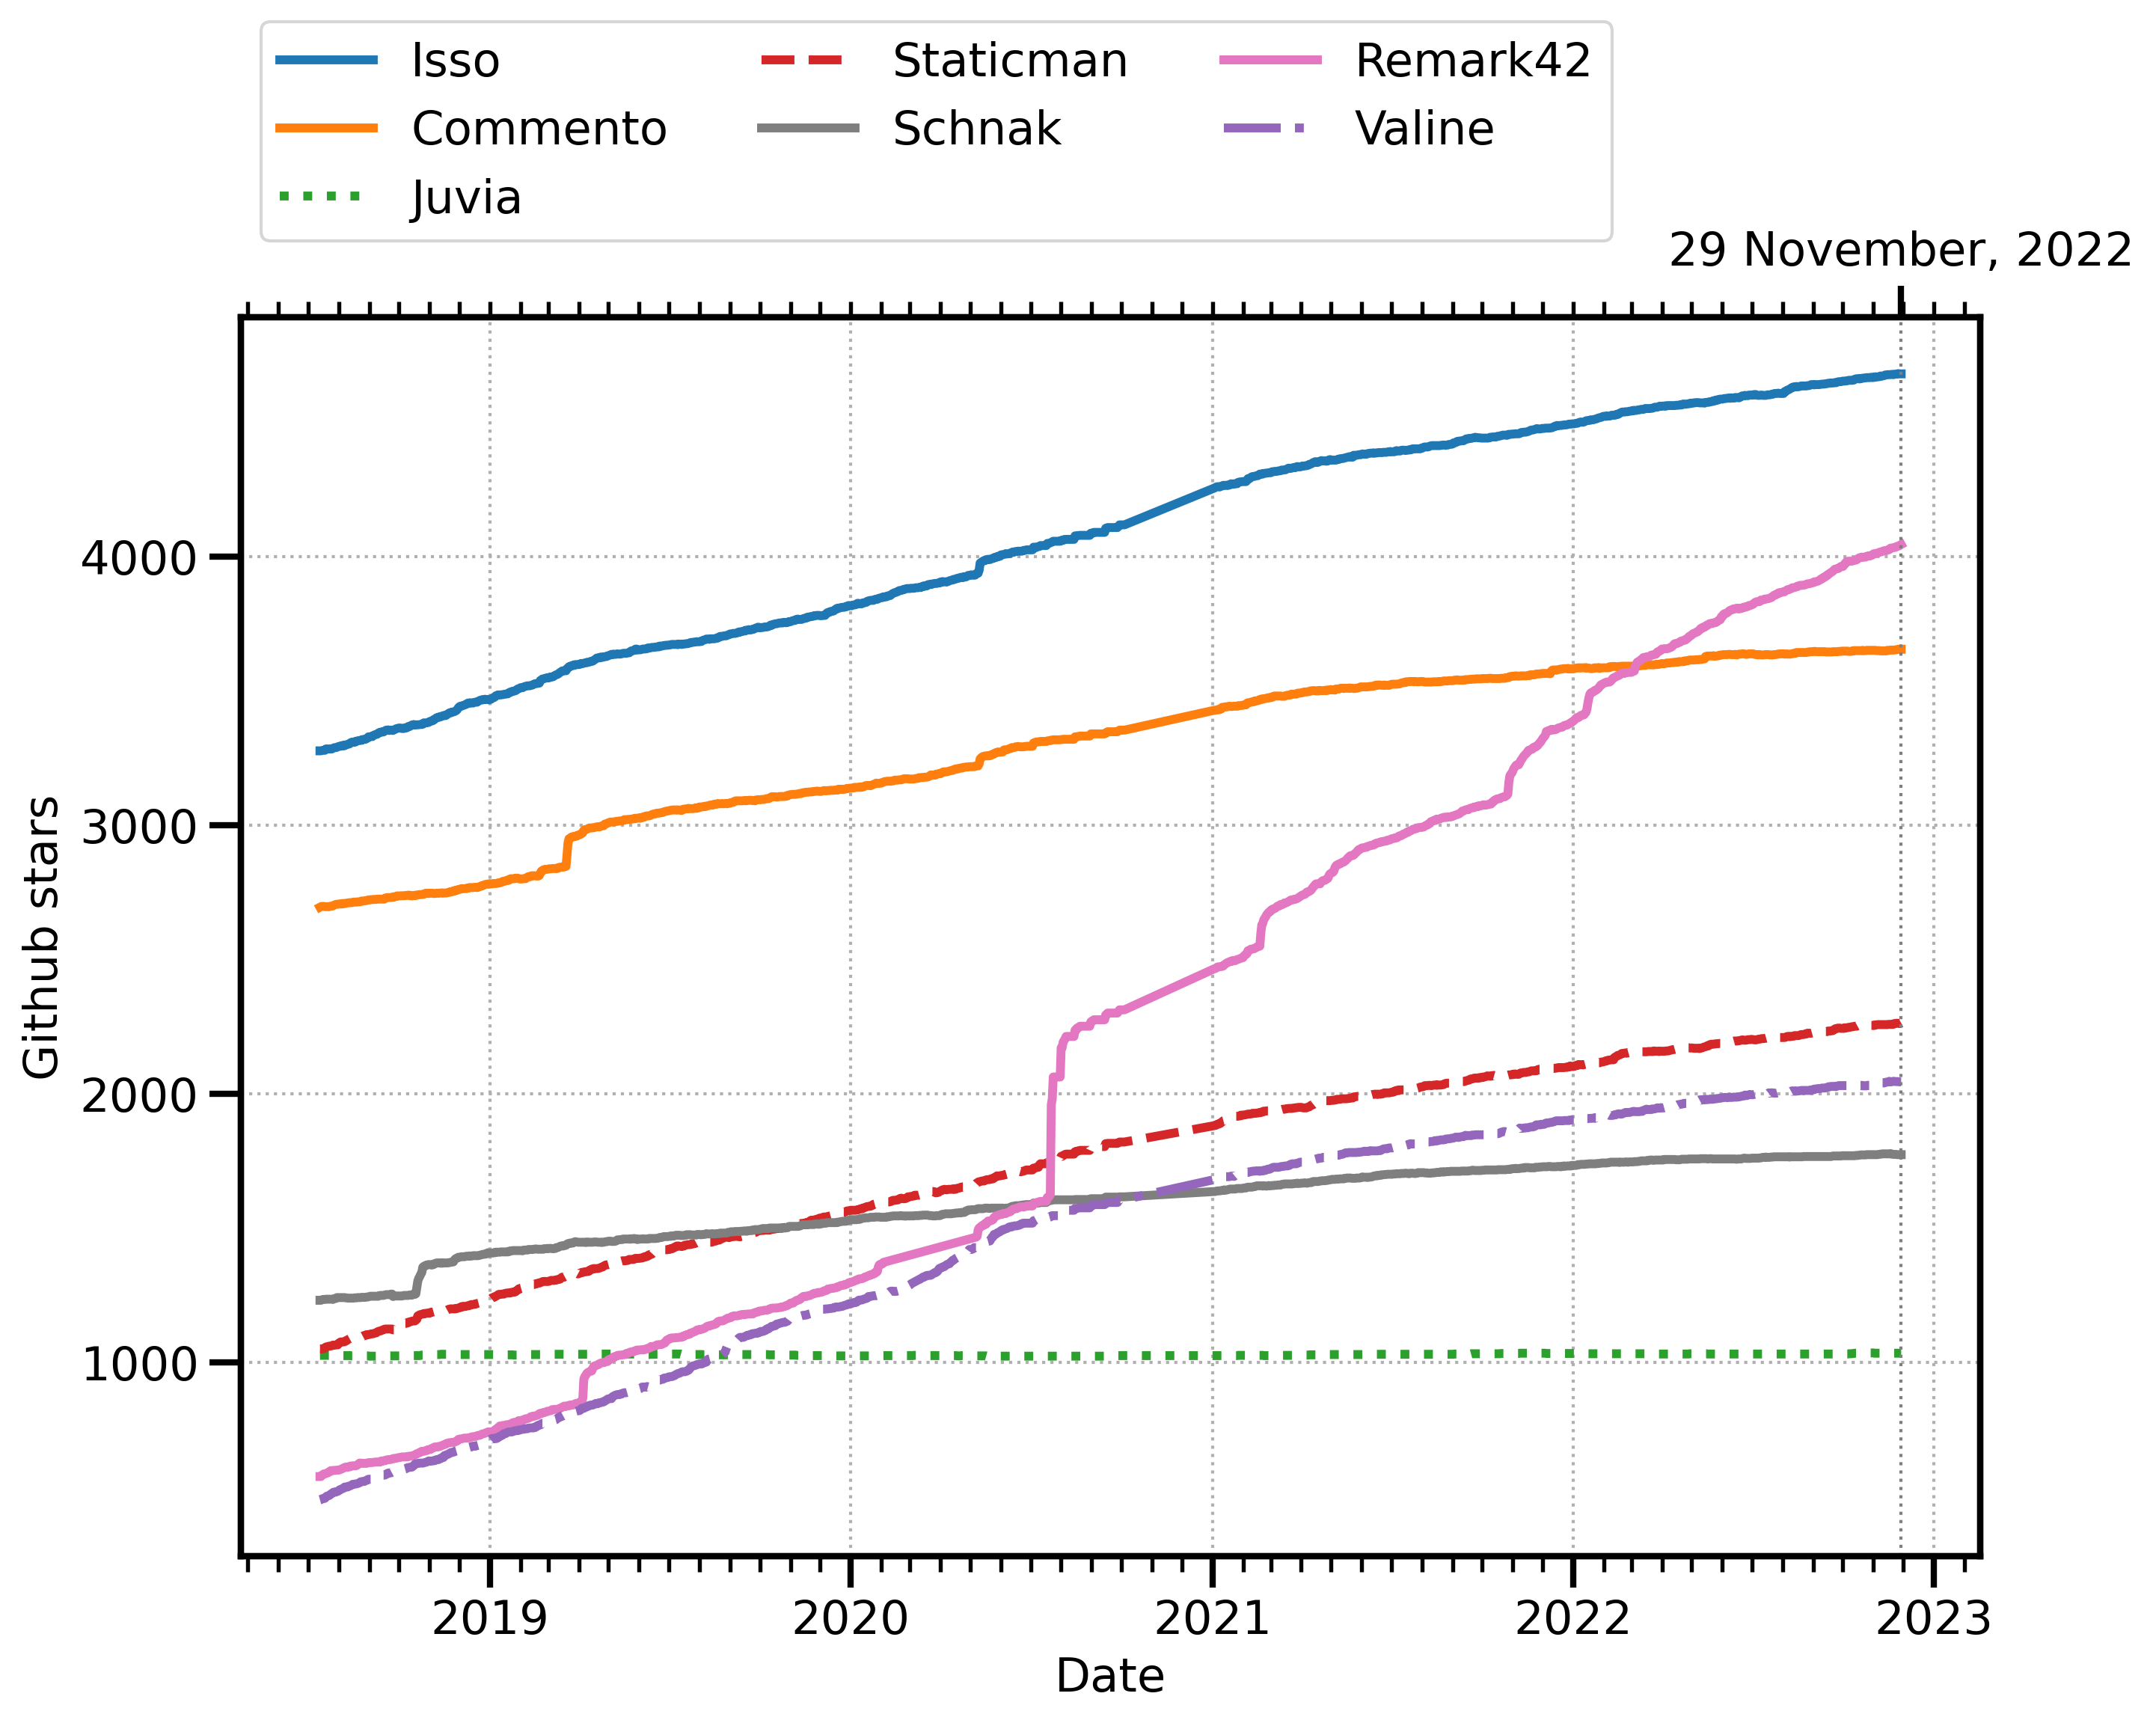 Isso
Commento
Juvia
Staticman
Schnak
Remark42
Valine
29 November, 2022
4000
3000
2000
1000
Github stars
2019
2020
2021
2022
2023
Date